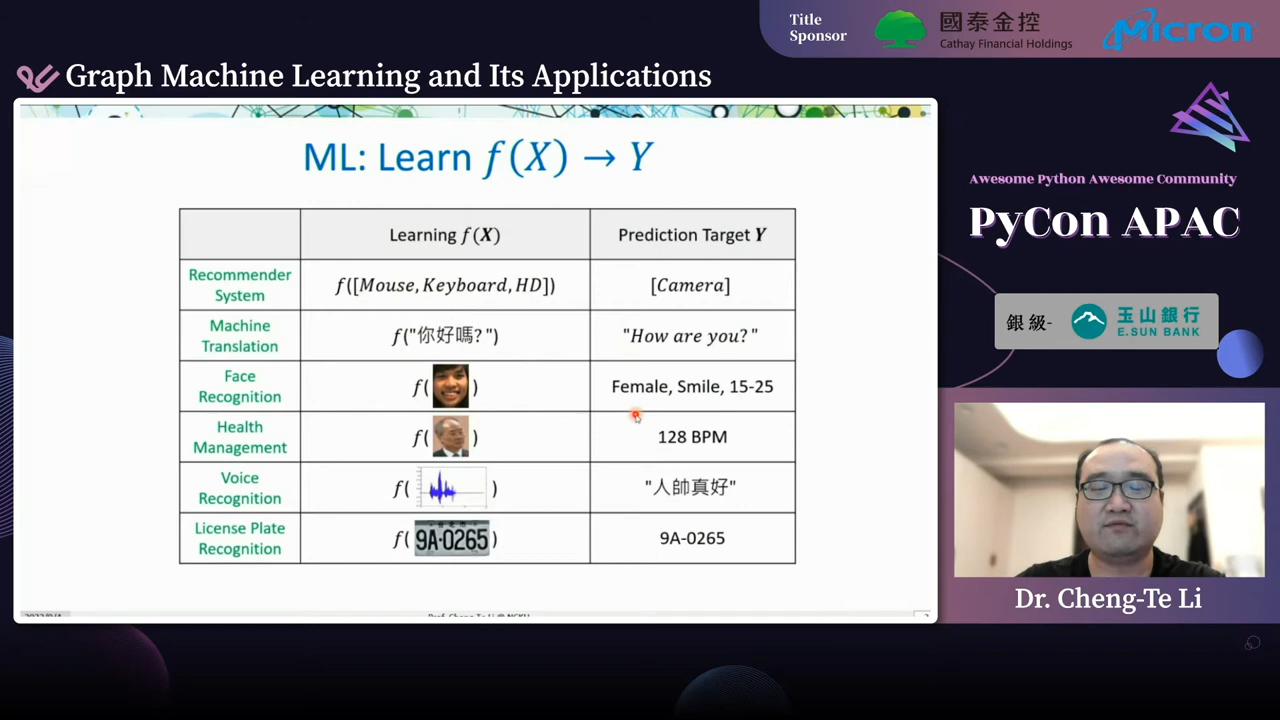 Title
Sponsor
國泰金控
Cathay Financial Holdings
Micron
Graph Machine Learning and Its Applications
ML: Learn f(X) → Y
Learning f(X)
Prediction Target Y
Recommender
System
f([Mouse, Keyboard, HD])
[Camera]
Machine
Translation
f("你好嗎?")
"How are you?"
Face
Recognition
f( )
Female, Smile, 15-25
Health
Management
f( )
128 BPM
Voice
Recognition
f( )
"人帥真好"
License Plate
Recognition
f( 9A-0265 )
9A-0265
Awesome Python Awesome Community
PyCon APAC
銀級-
玉山銀行
E.SUN BANK
Dr. Cheng-Te Li